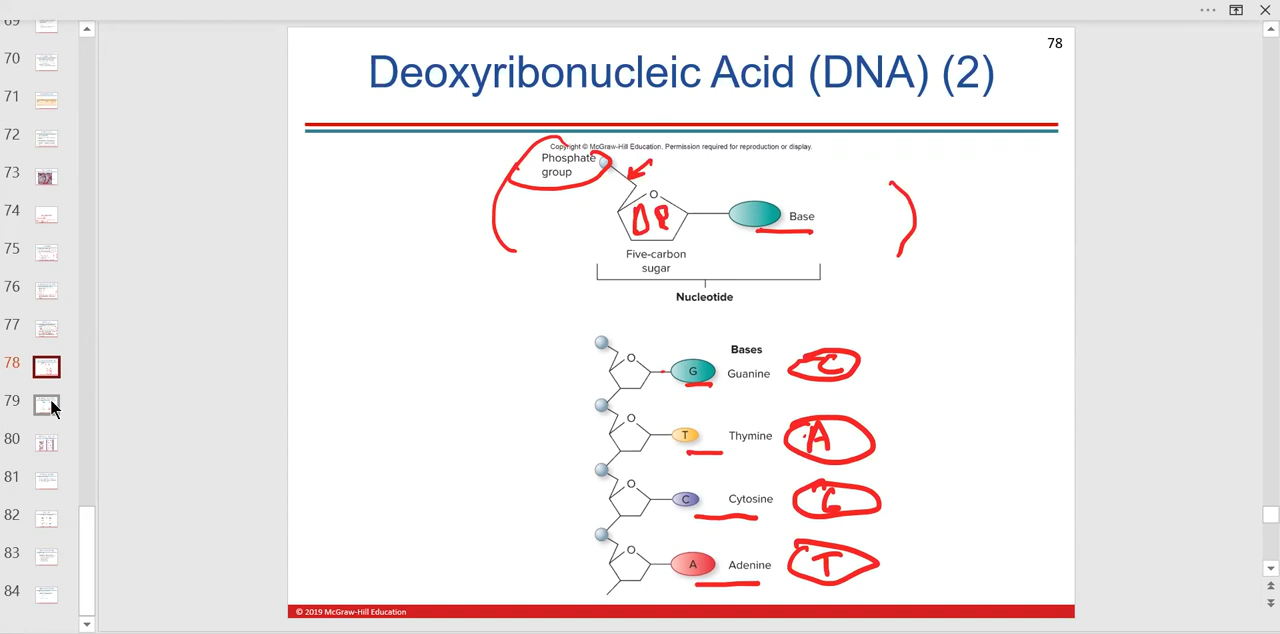 69
70
71
72
73
74
75
76
77
78
79
80
81
82
83
84
78
Deoxyribonucleic Acid (DNA) (2)
Copyright © McGraw-Hill Education. Permission required for reproduction or display.
Phosphate
group
O
Base
Five-carbon
sugar
Nucleotide
Bases
O
G
Guanine
C
O
T
Thymine
A
O
C
Cytosine
G
O
A
Adenine
T
© 2019 McGraw-Hill Education